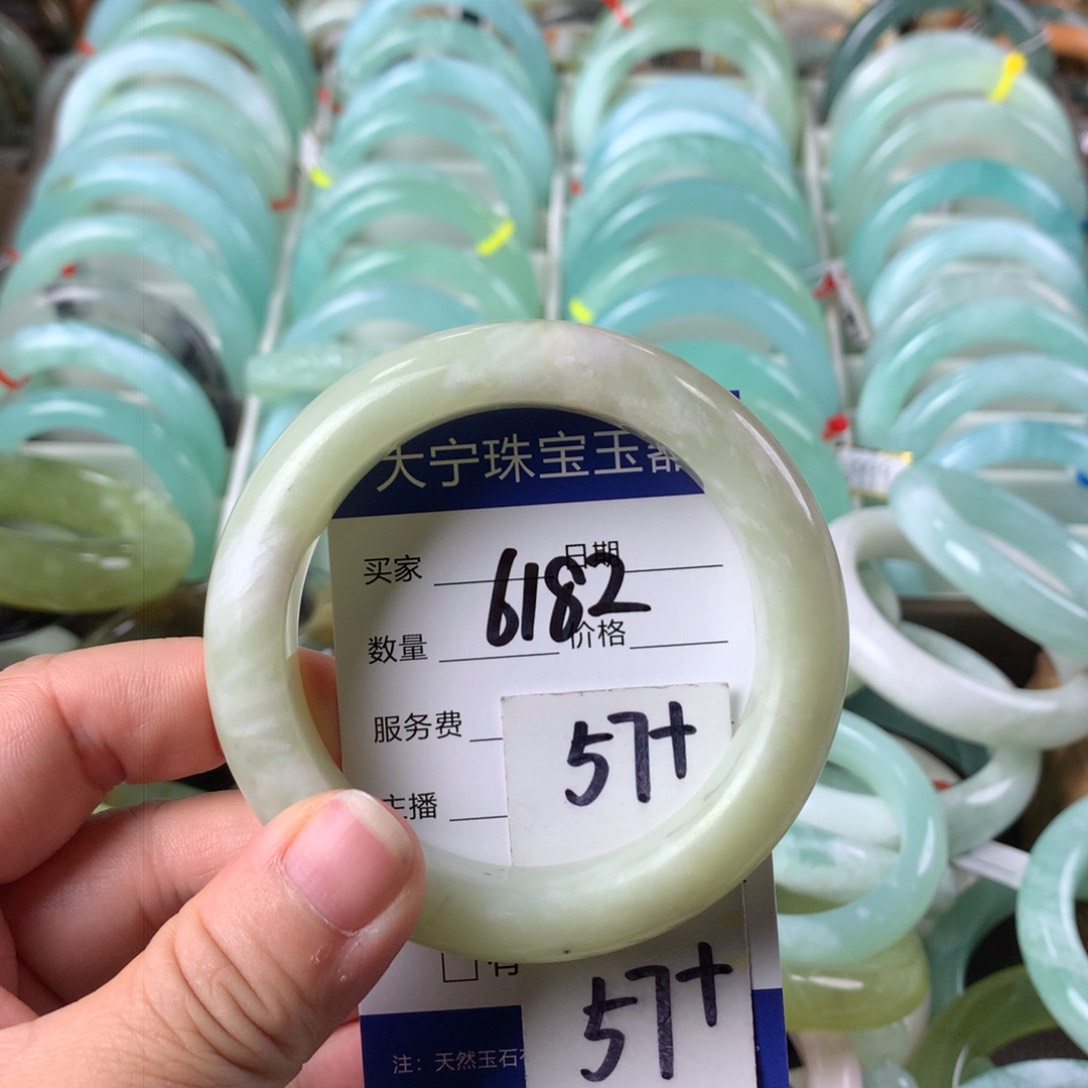 大宁珠宝玉器
买家 日期
6182
数量 价格
服务费
57+
主播
有
57+
注：天然玉石